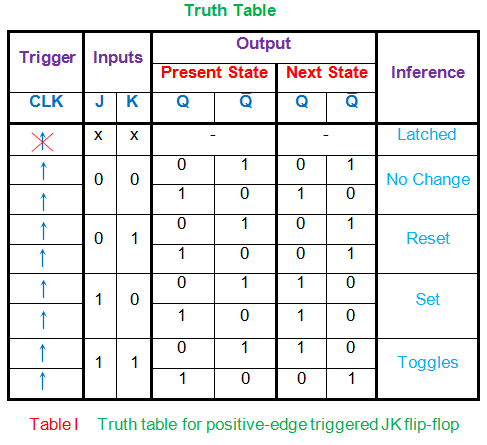 Truth Table
Trigger Inputs Output Inference
Present State Next State
CLK J K Q Q̅ Q Q̅
↑ x x - - Latched
↑ 0 0 0 1 0 1 No Change
↑ 1 0 1 0
↑ 0 1 0 1 0 1 Reset
↑ 1 0 0 1
↑ 1 0 0 1 1 0 Set
↑ 1 0 1 0
↑ 1 1 0 1 1 0 Toggles
↑ 1 0 0 1
Table I Truth table for positive-edge triggered JK flip-flop